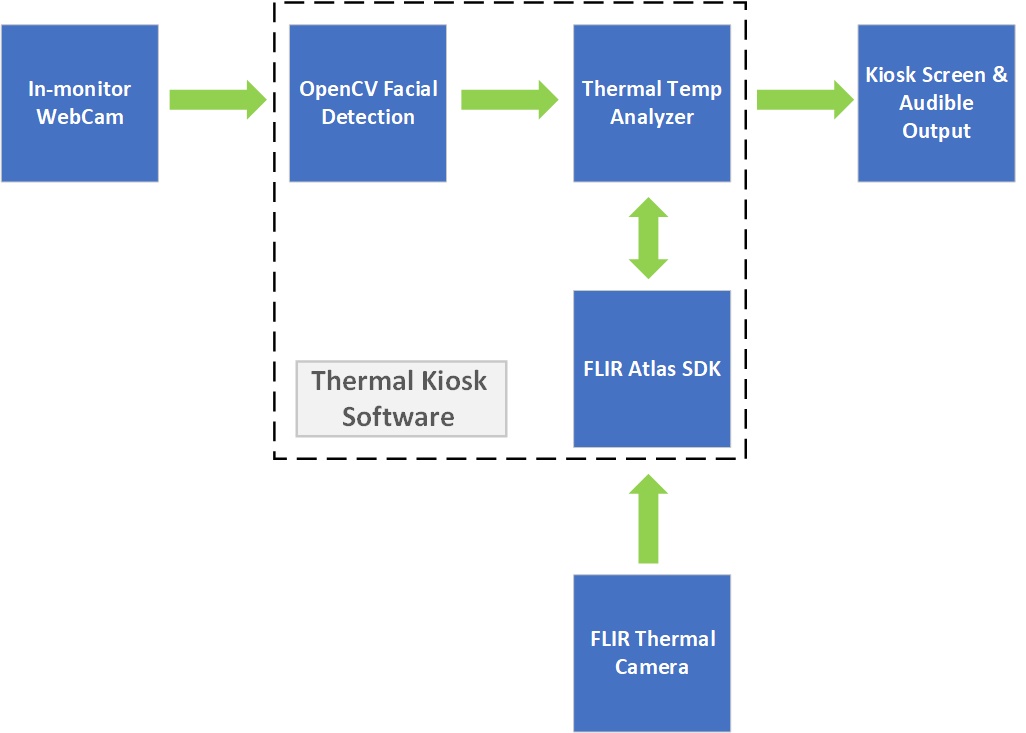 In-monitor
WebCam
OpenCV Facial
Detection
Thermal Temp
Analyzer
Kiosk Screen &
Audible
Output
FLIR Atlas SDK
Thermal Kiosk
Software
FLIR Thermal
Camera